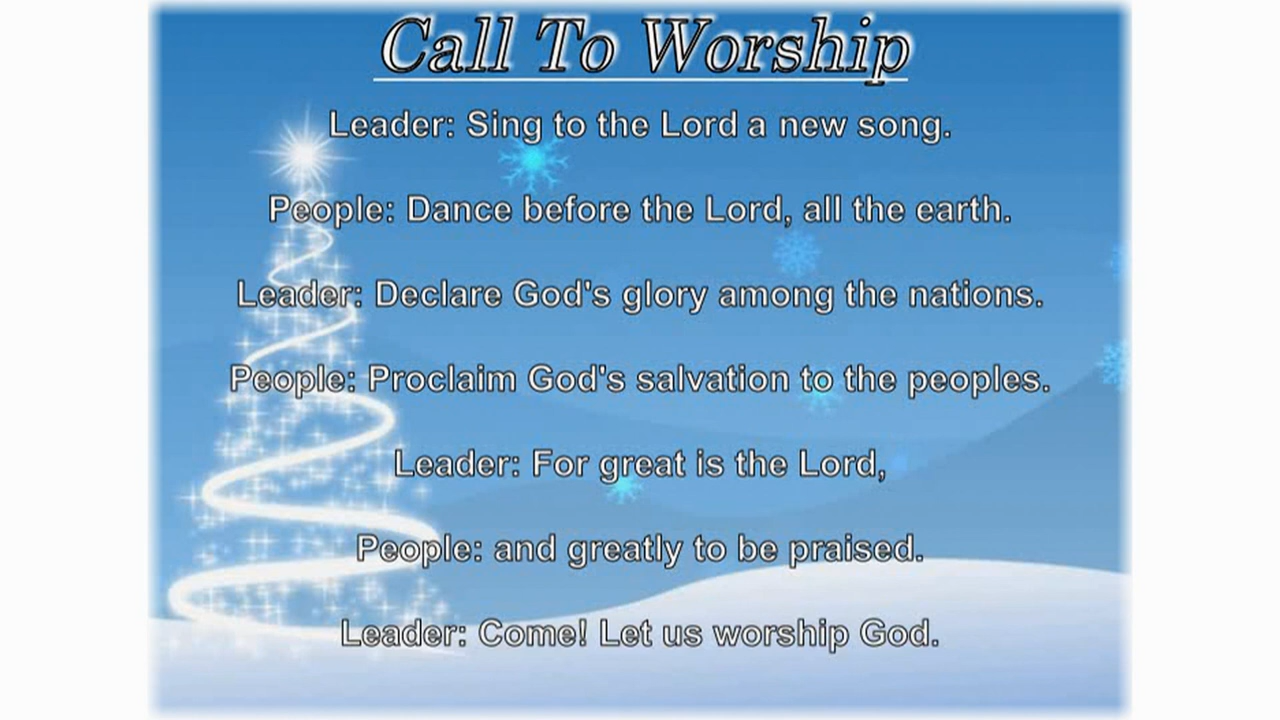 Call To Worship
Leader: Sing to the Lord a new song.
People: Dance before the Lord, all the earth.
Leader: Declare God's glory among the nations.
People: Proclaim God's salvation to the peoples.
Leader: For great is the Lord,
People: and greatly to be praised.
Leader: Come! Let us worship God.